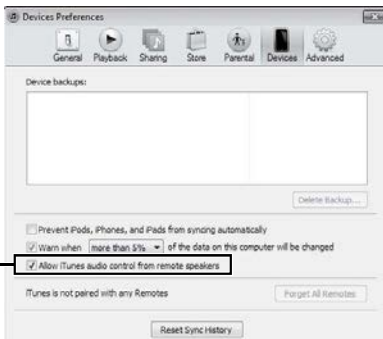 Devices Preferences
General Playback Sharing Store Parental Devices Advanced
Device backups:
Delete Backup...
Prevent iPods, iPhones, and iPads from syncing automatically
Warn when more than 5% of the data on this computer will be changed
Allow iTunes audio control from remote speakers
iTunes is not paired with any Remotes Forget All Remotes
Reset Sync History